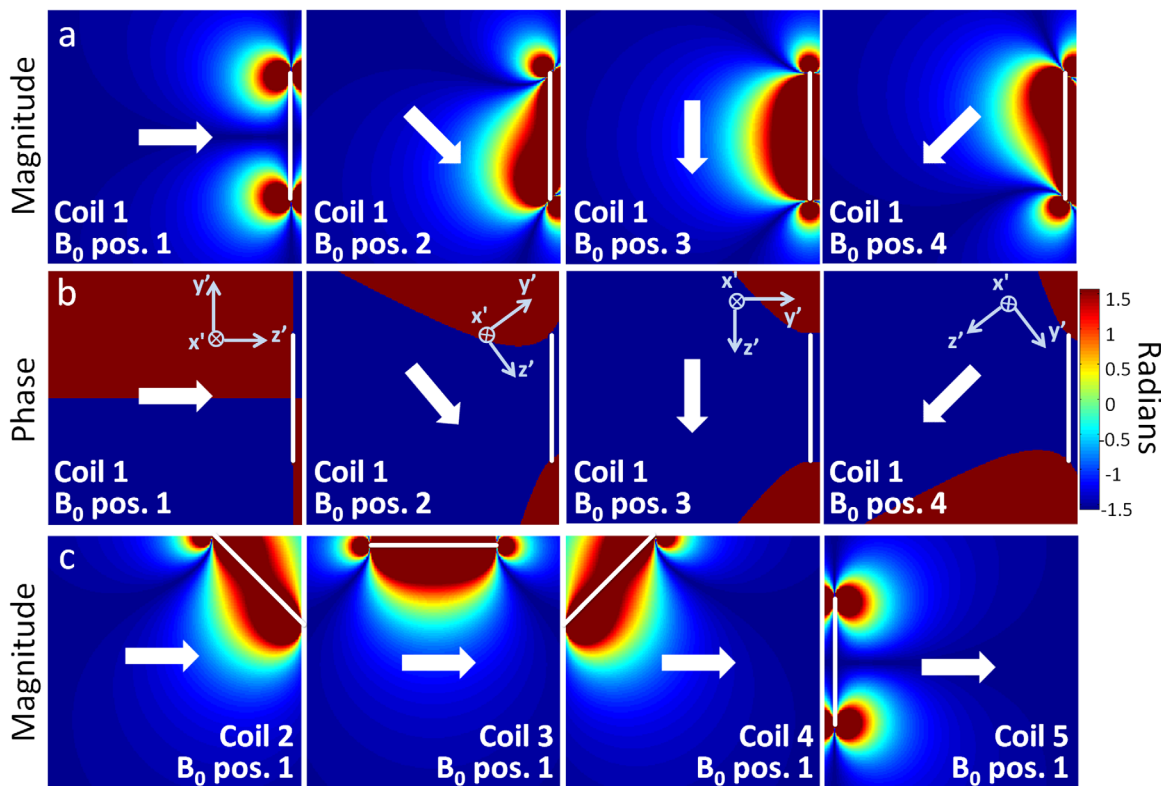 a
Magnitude
Coil 1
B₀ pos. 1
Coil 1
B₀ pos. 2
Coil 1
B₀ pos. 3
Coil 1
B₀ pos. 4
b
Phase
y'
x'
z'
Coil 1
B₀ pos. 1
y'
x'
z'
Coil 1
B₀ pos. 2
x'
y'
z'
Coil 1
B₀ pos. 3
x'
z'
y'
Coil 1
B₀ pos. 4
1.5
1
0.5
0
-0.5
-1
-1.5
Radians
c
Magnitude
Coil 2
B₀ pos. 1
Coil 3
B₀ pos. 1
Coil 4
B₀ pos. 1
Coil 5
B₀ pos. 1